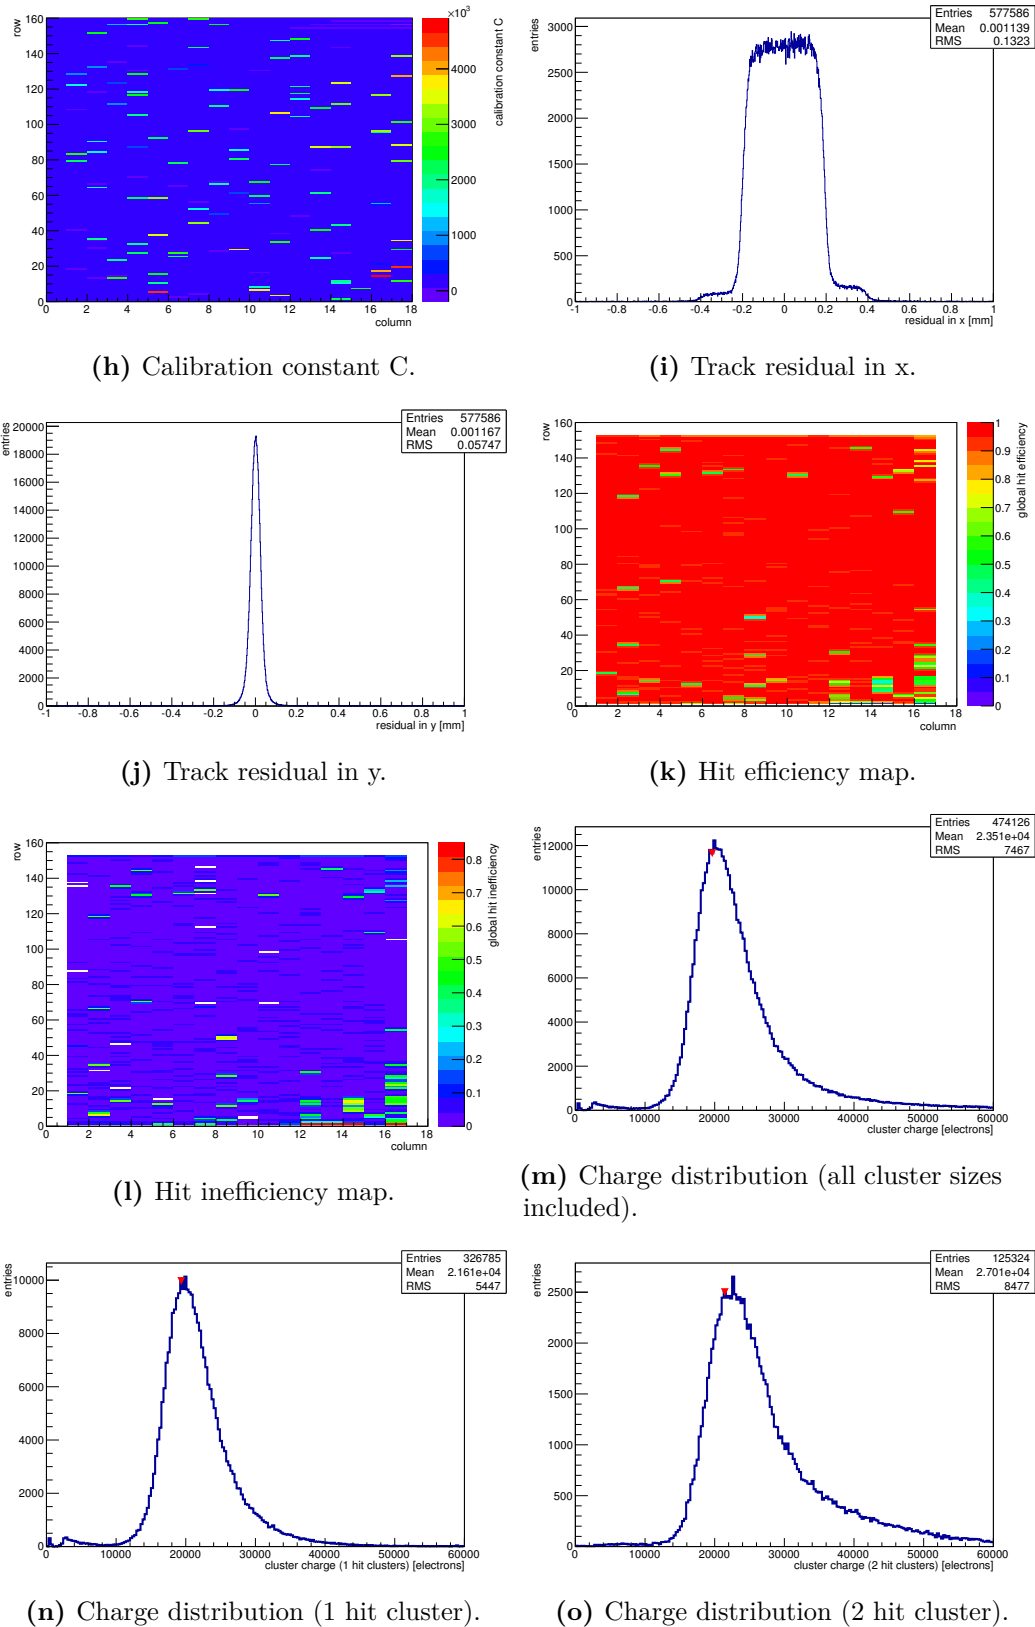 ×10³
row
160
140
120
100
80
60
40
20
0
0 2 4 6 8 10 12 14 16 18
column
4000
3000
2000
1000
0
calibration constant C
(h) Calibration constant C.
entries
3000
2500
2000
1500
1000
500
0
-1 -0.8 -0.6 -0.4 -0.2 0 0.2 0.4 0.6 0.8 1
residual in x [mm]
Entries 577586
Mean 0.001139
RMS 0.1323
(i) Track residual in x.
entries
20000
18000
16000
14000
12000
10000
8000
6000
4000
2000
0
-1 -0.8 -0.6 -0.4 -0.2 0 0.2 0.4 0.6 0.8 1
residual in y [mm]
Entries 577586
Mean 0.001167
RMS 0.05747
(j) Track residual in y.
row
160
140
120
100
80
60
40
20
0
0 2 4 6 8 10 12 14 16 18
column
1
0.9
0.8
0.7
0.6
0.5
0.4
0.3
0.2
0.1
0
global hit efficiency
(k) Hit efficiency map.
row
160
140
120
100
80
60
40
20
0
0 2 4 6 8 10 12 14 16 18
column
0.8
0.7
0.6
0.5
0.4
0.3
0.2
0.1
0
global hit inefficiency
(l) Hit inefficiency map.
entries
12000
10000
8000
6000
4000
2000
0
0 10000 20000 30000 40000 50000 60000
cluster charge [electrons]
Entries 474126
Mean 2.351e+04
RMS 7467
(m) Charge distribution (all cluster sizes
included).
entries
10000
8000
6000
4000
2000
0
0 10000 20000 30000 40000 50000 60000
cluster charge (1 hit clusters) [electrons]
Entries 326785
Mean 2.161e+04
RMS 5447
(n) Charge distribution (1 hit cluster).
entries
2500
2000
1500
1000
500
0
0 10000 20000 30000 40000 50000 60000
cluster charge (2 hit clusters) [electrons]
Entries 125324
Mean 2.701e+04
RMS 8477
(o) Charge distribution (2 hit cluster).